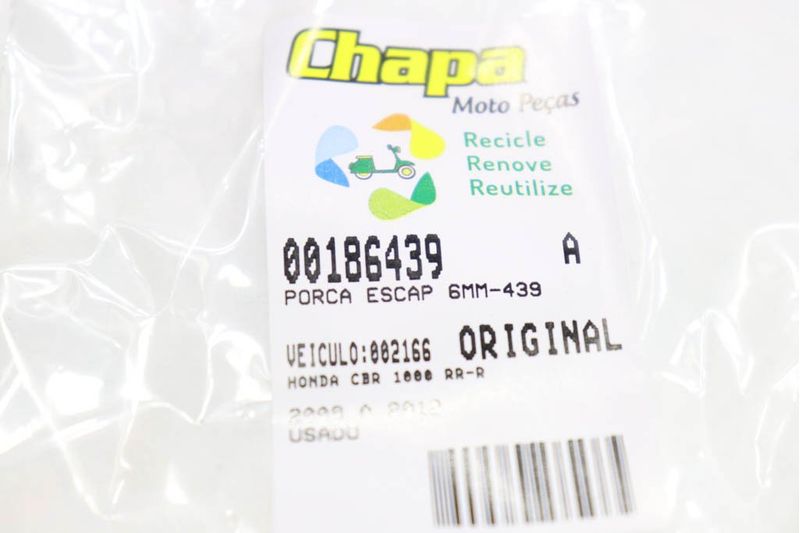 Chapa
Moto Peças
Recicle
Renove
Reutilize
00186439 A
PORCA ESCAP 6MM-439
VEICULO:002166 ORIGINAL
HONDA CBR 1000 RR-R
USADO